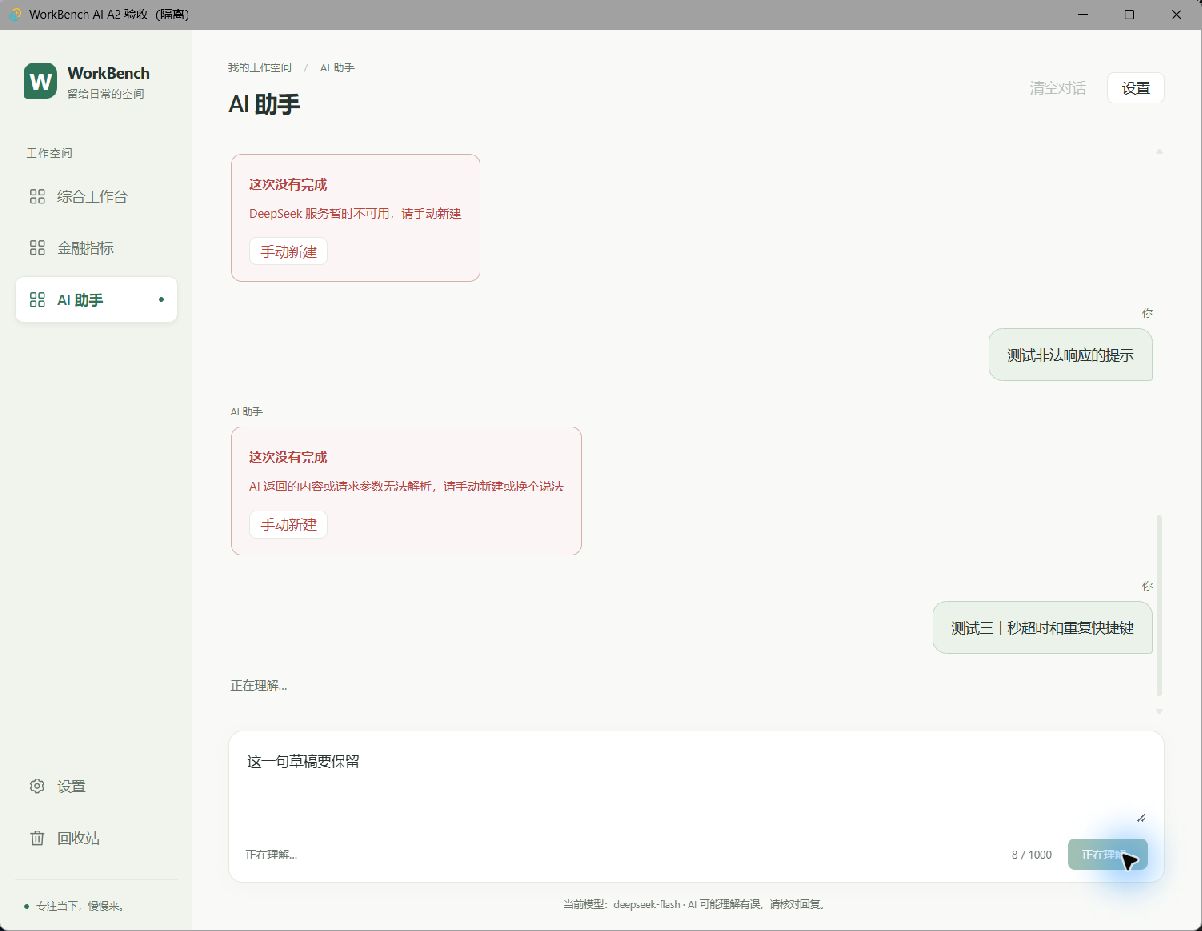 WorkBench AI A2 验收 (隔离)
W
WorkBench
留给日常的空间
工作空间
综合工作台
金融指标
AI 助手
设置
回收站
专注当下，慢慢来。
我的工作空间 / AI 助手
AI 助手
清空对话
设置
这次没有完成
DeepSeek 服务暂时不可用，请手动新建
手动新建
你
测试非法响应的提示
AI 助手
这次没有完成
AI 返回的内容或请求参数无法解析，请手动新建或换个说法
手动新建
你
测试三十秒超时和重复快捷键
正在理解...
这一句草稿要保留
正在理解...
8 / 1000
正在理解
当前模型：deepseek-flash · AI 可能理解有误，请核对回复。